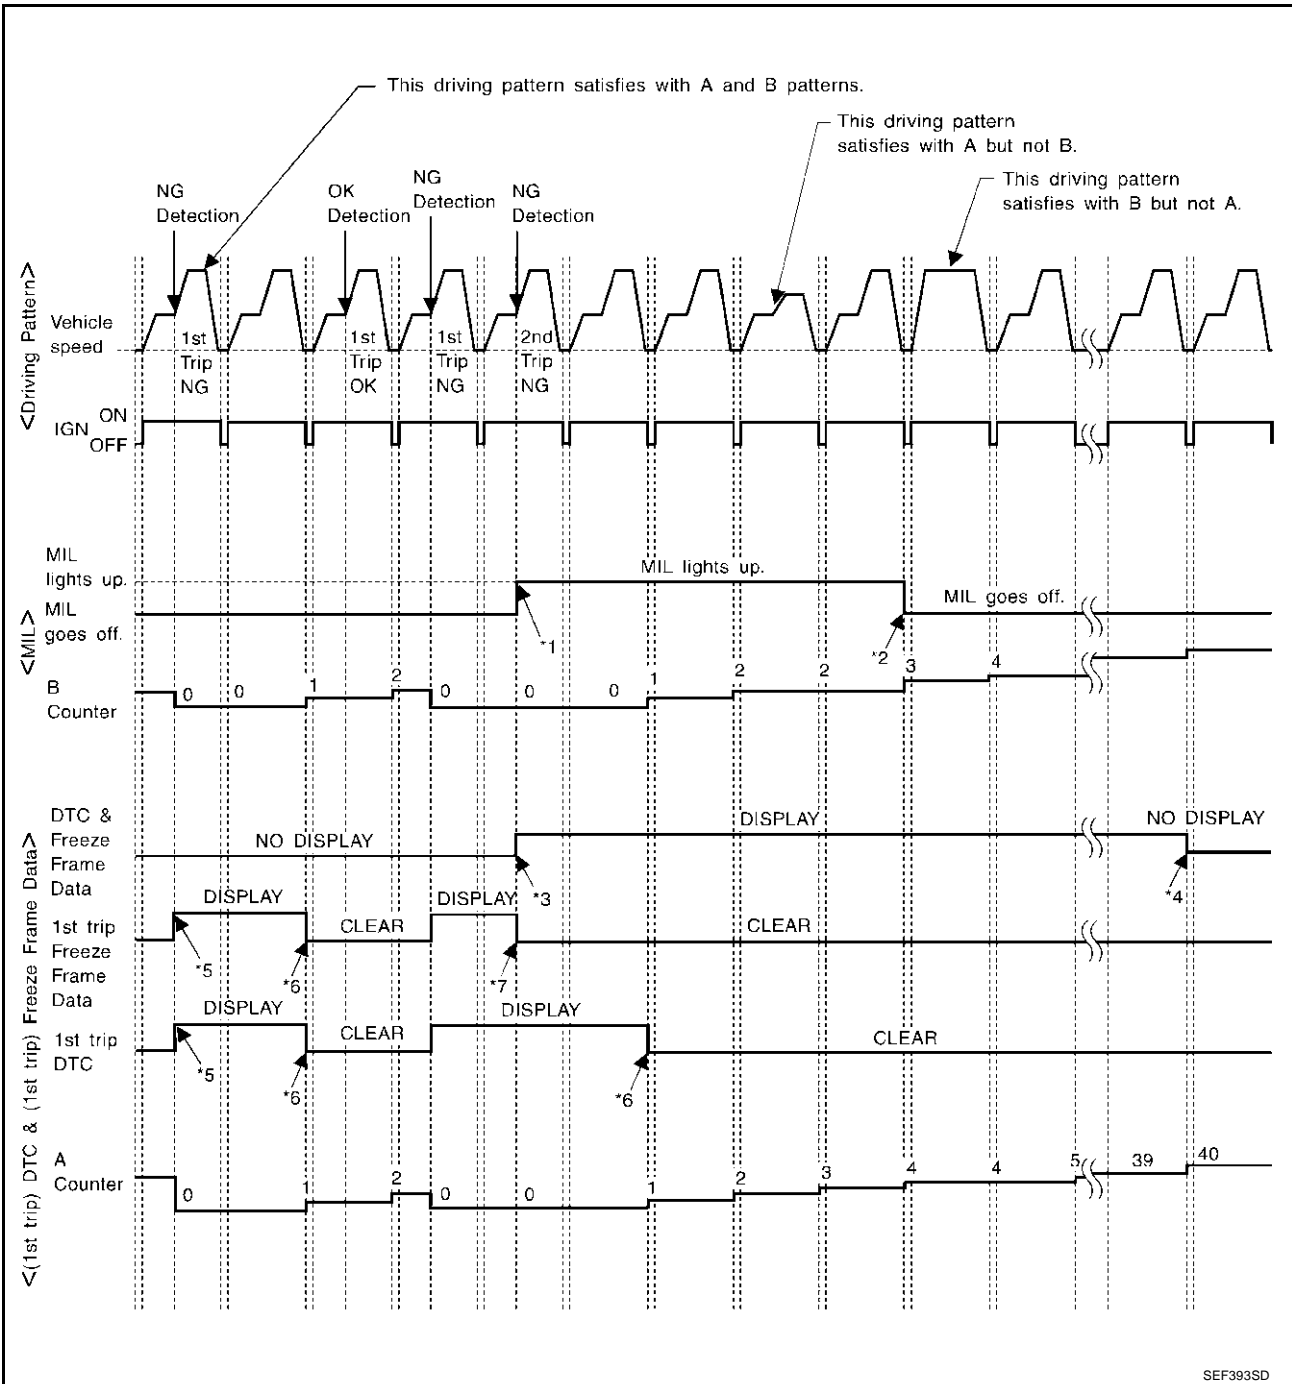 This driving pattern satisfies with A and B patterns.
This driving pattern
satisfies with A but not B.
This driving pattern
satisfies with B but not A.
NG
Detection
OK
Detection
NG
Detection
NG
Detection
<Driving Pattern>
Vehicle
speed
1st
Trip
NG
1st
Trip
OK
1st
Trip
NG
2nd
Trip
NG
IGN
ON
OFF
<MIL>
MIL
lights up.
MIL
goes off.
MIL lights up.
MIL goes off.
*1
*2
B
Counter
0 0 1 2 0 0 0 1 2 2 3 4
<(1st trip) DTC & (1st trip) Freeze Frame Data>
DTC &
Freeze
Frame
Data
NO DISPLAY
DISPLAY
NO DISPLAY
*3
*4
1st trip
Freeze
Frame
Data
DISPLAY
CLEAR
DISPLAY
CLEAR
*5
*6
*7
1st trip
DTC
DISPLAY
CLEAR
DISPLAY
CLEAR
*5
*6
*6
A
Counter
0 1 2 0 0 1 2 3 4 4 5 39 40
SEF393SD